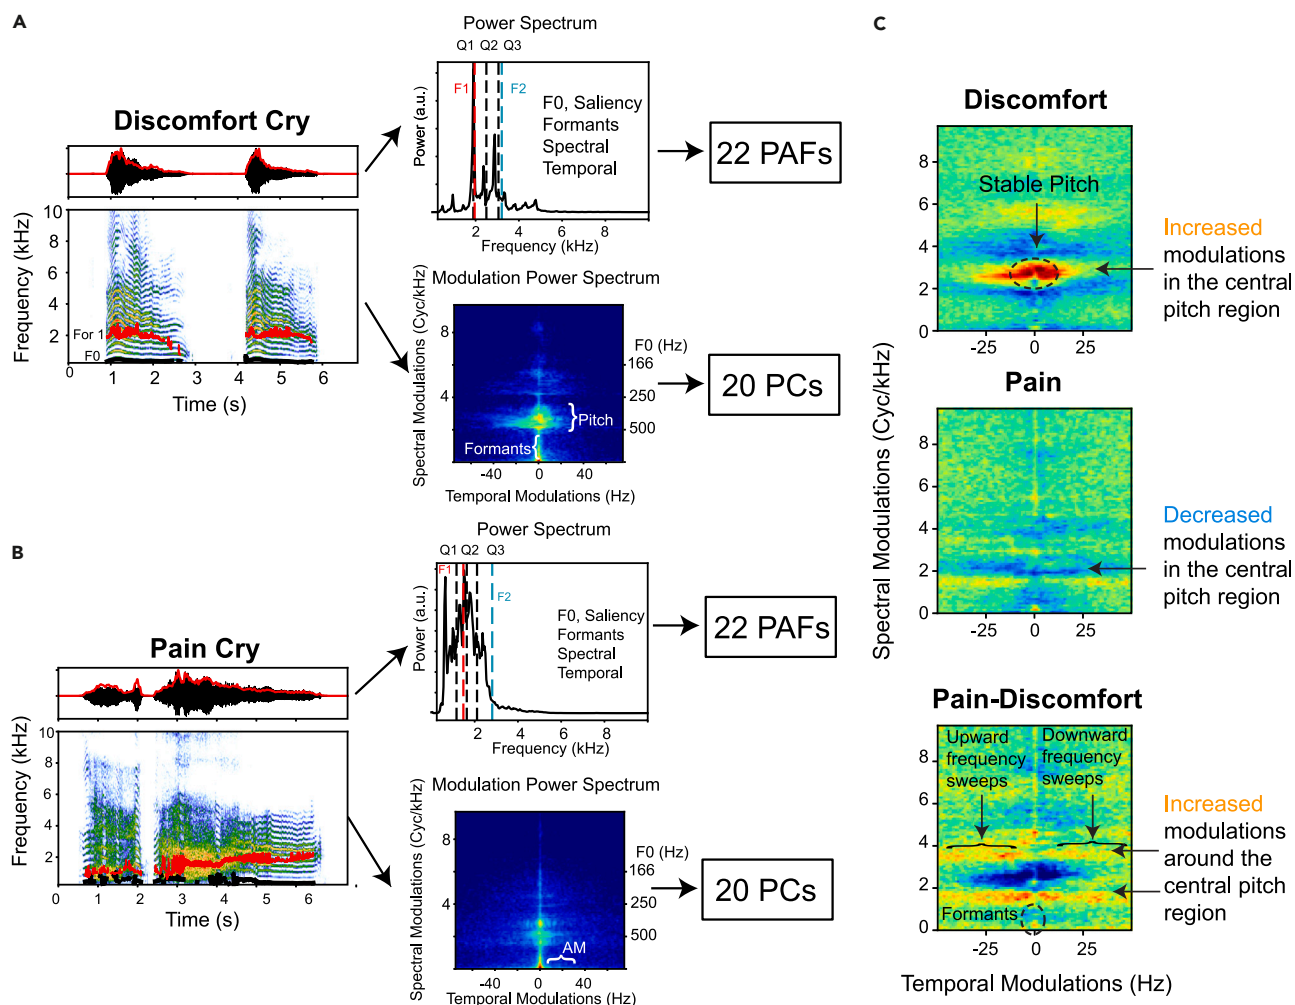 A
Discomfort Cry
Frequency (kHz)
10
8
6
4
2
For 1
F0
0 1 2 3 4 5 6
Time (s)
Power Spectrum
Q1 Q2 Q3
F1
F2
Power (a.u.)
F0, Saliency
Formants
Spectral
Temporal
2 4 6 8
Frequency (kHz)
22 PAFs
Modulation Power Spectrum
Spectral Modulations (Cyc/kHz)
8
4
F0 (Hz)
166
250
500
Pitch
Formants
-40 0 40
Temporal Modulations (Hz)
20 PCs
B
Pain Cry
Frequency (kHz)
10
8
6
4
2
0 1 2 3 4 5 6 7
Time (s)
Power Spectrum
Q1 Q2 Q3
F1
F2
Power (a.u.)
F0, Saliency
Formants
Spectral
Temporal
2 4 6 8
Frequency (kHz)
22 PAFs
Modulation Power Spectrum
Spectral Modulations (Cyc/kHz)
8
4
F0 (Hz)
166
250
500
AM
-40 0 40
Temporal Modulations (Hz)
20 PCs
C
Discomfort
8
6
4
2
0
Stable Pitch
-25 0 25
Increased
modulations
in the central
pitch region
Pain
Spectral Modulations (Cyc/kHz)
8
6
4
2
0
-25 0 25
Decreased
modulations
in the central
pitch region
Pain-Discomfort
8
6
4
2
0
Upward
frequency
sweeps
Downward
frequency
sweeps
Formants
-25 0 25
Temporal Modulations (Hz)
Increased
modulations
around the
central pitch
region